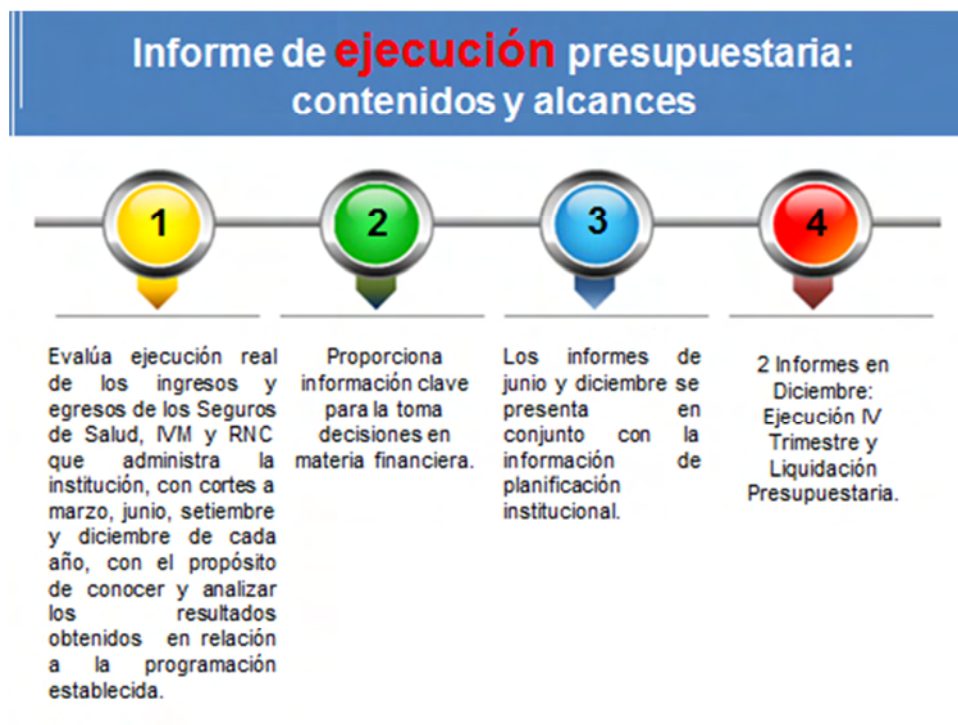 Informe de ejecución presupuestaria:
contenidos y alcances
1
2
3
4
Evalúa ejecución real
de los ingresos y
egresos de los Seguros
de Salud, IVM y RNC
que administra la
institución, con cortes a
marzo, junio, setiembre
y diciembre de cada
año, con el propósito
de conocer y analizar
los resultados
obtenidos en relación
a la programación
establecida.
Proporciona
información clave
para la toma
decisiones en
materia financiera.
Los informes de
junio y diciembre se
presenta en
conjunto con la
información de
planificación
institucional.
2 Informes en
Diciembre:
Ejecución IV
Trimestre y
Liquidación
Presupuestaria.